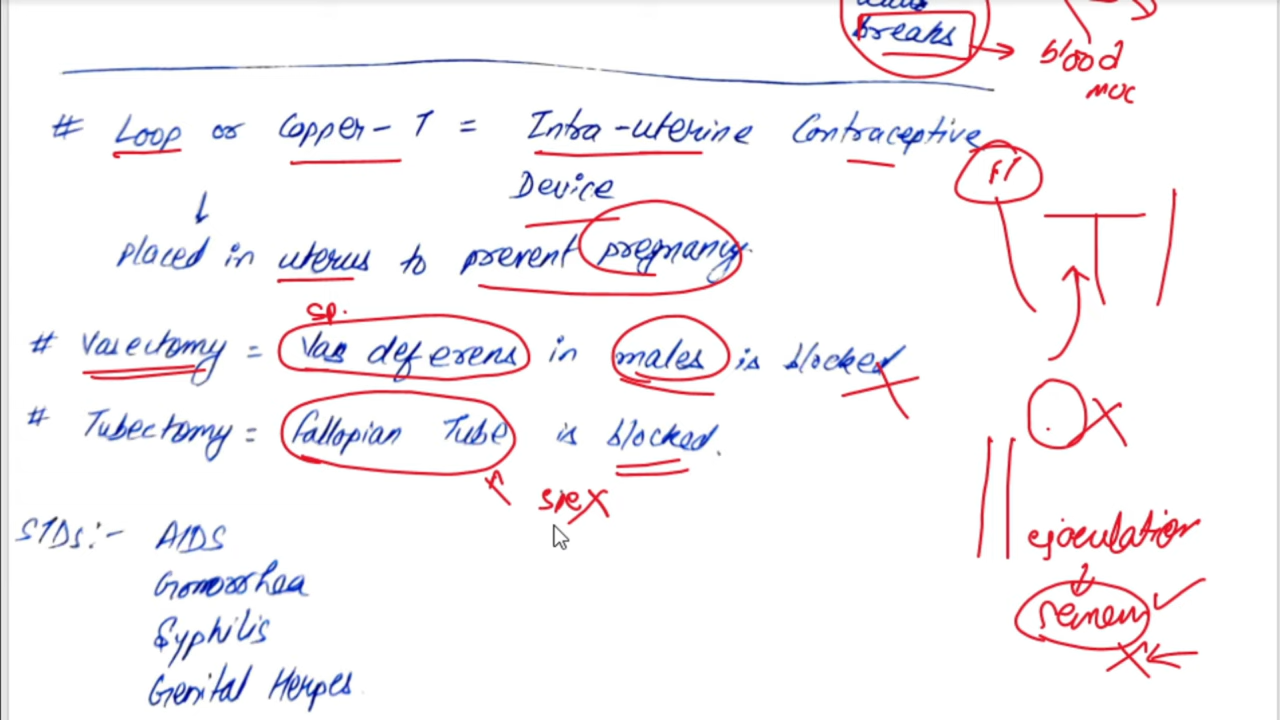 breaks
blood
muc
# Loop or Copper-T = Intra-uterine Contraceptive
Device
FT
placed in uterus to prevent pregnancy.
sp.
# Vasectomy = Vas deferens in males is blocked
# Tubectomy = fallopian Tube is blocked.
STDs:- AIDS
ejaculation
Gonorrhea
semen
Syphilis
Genital Herpes.